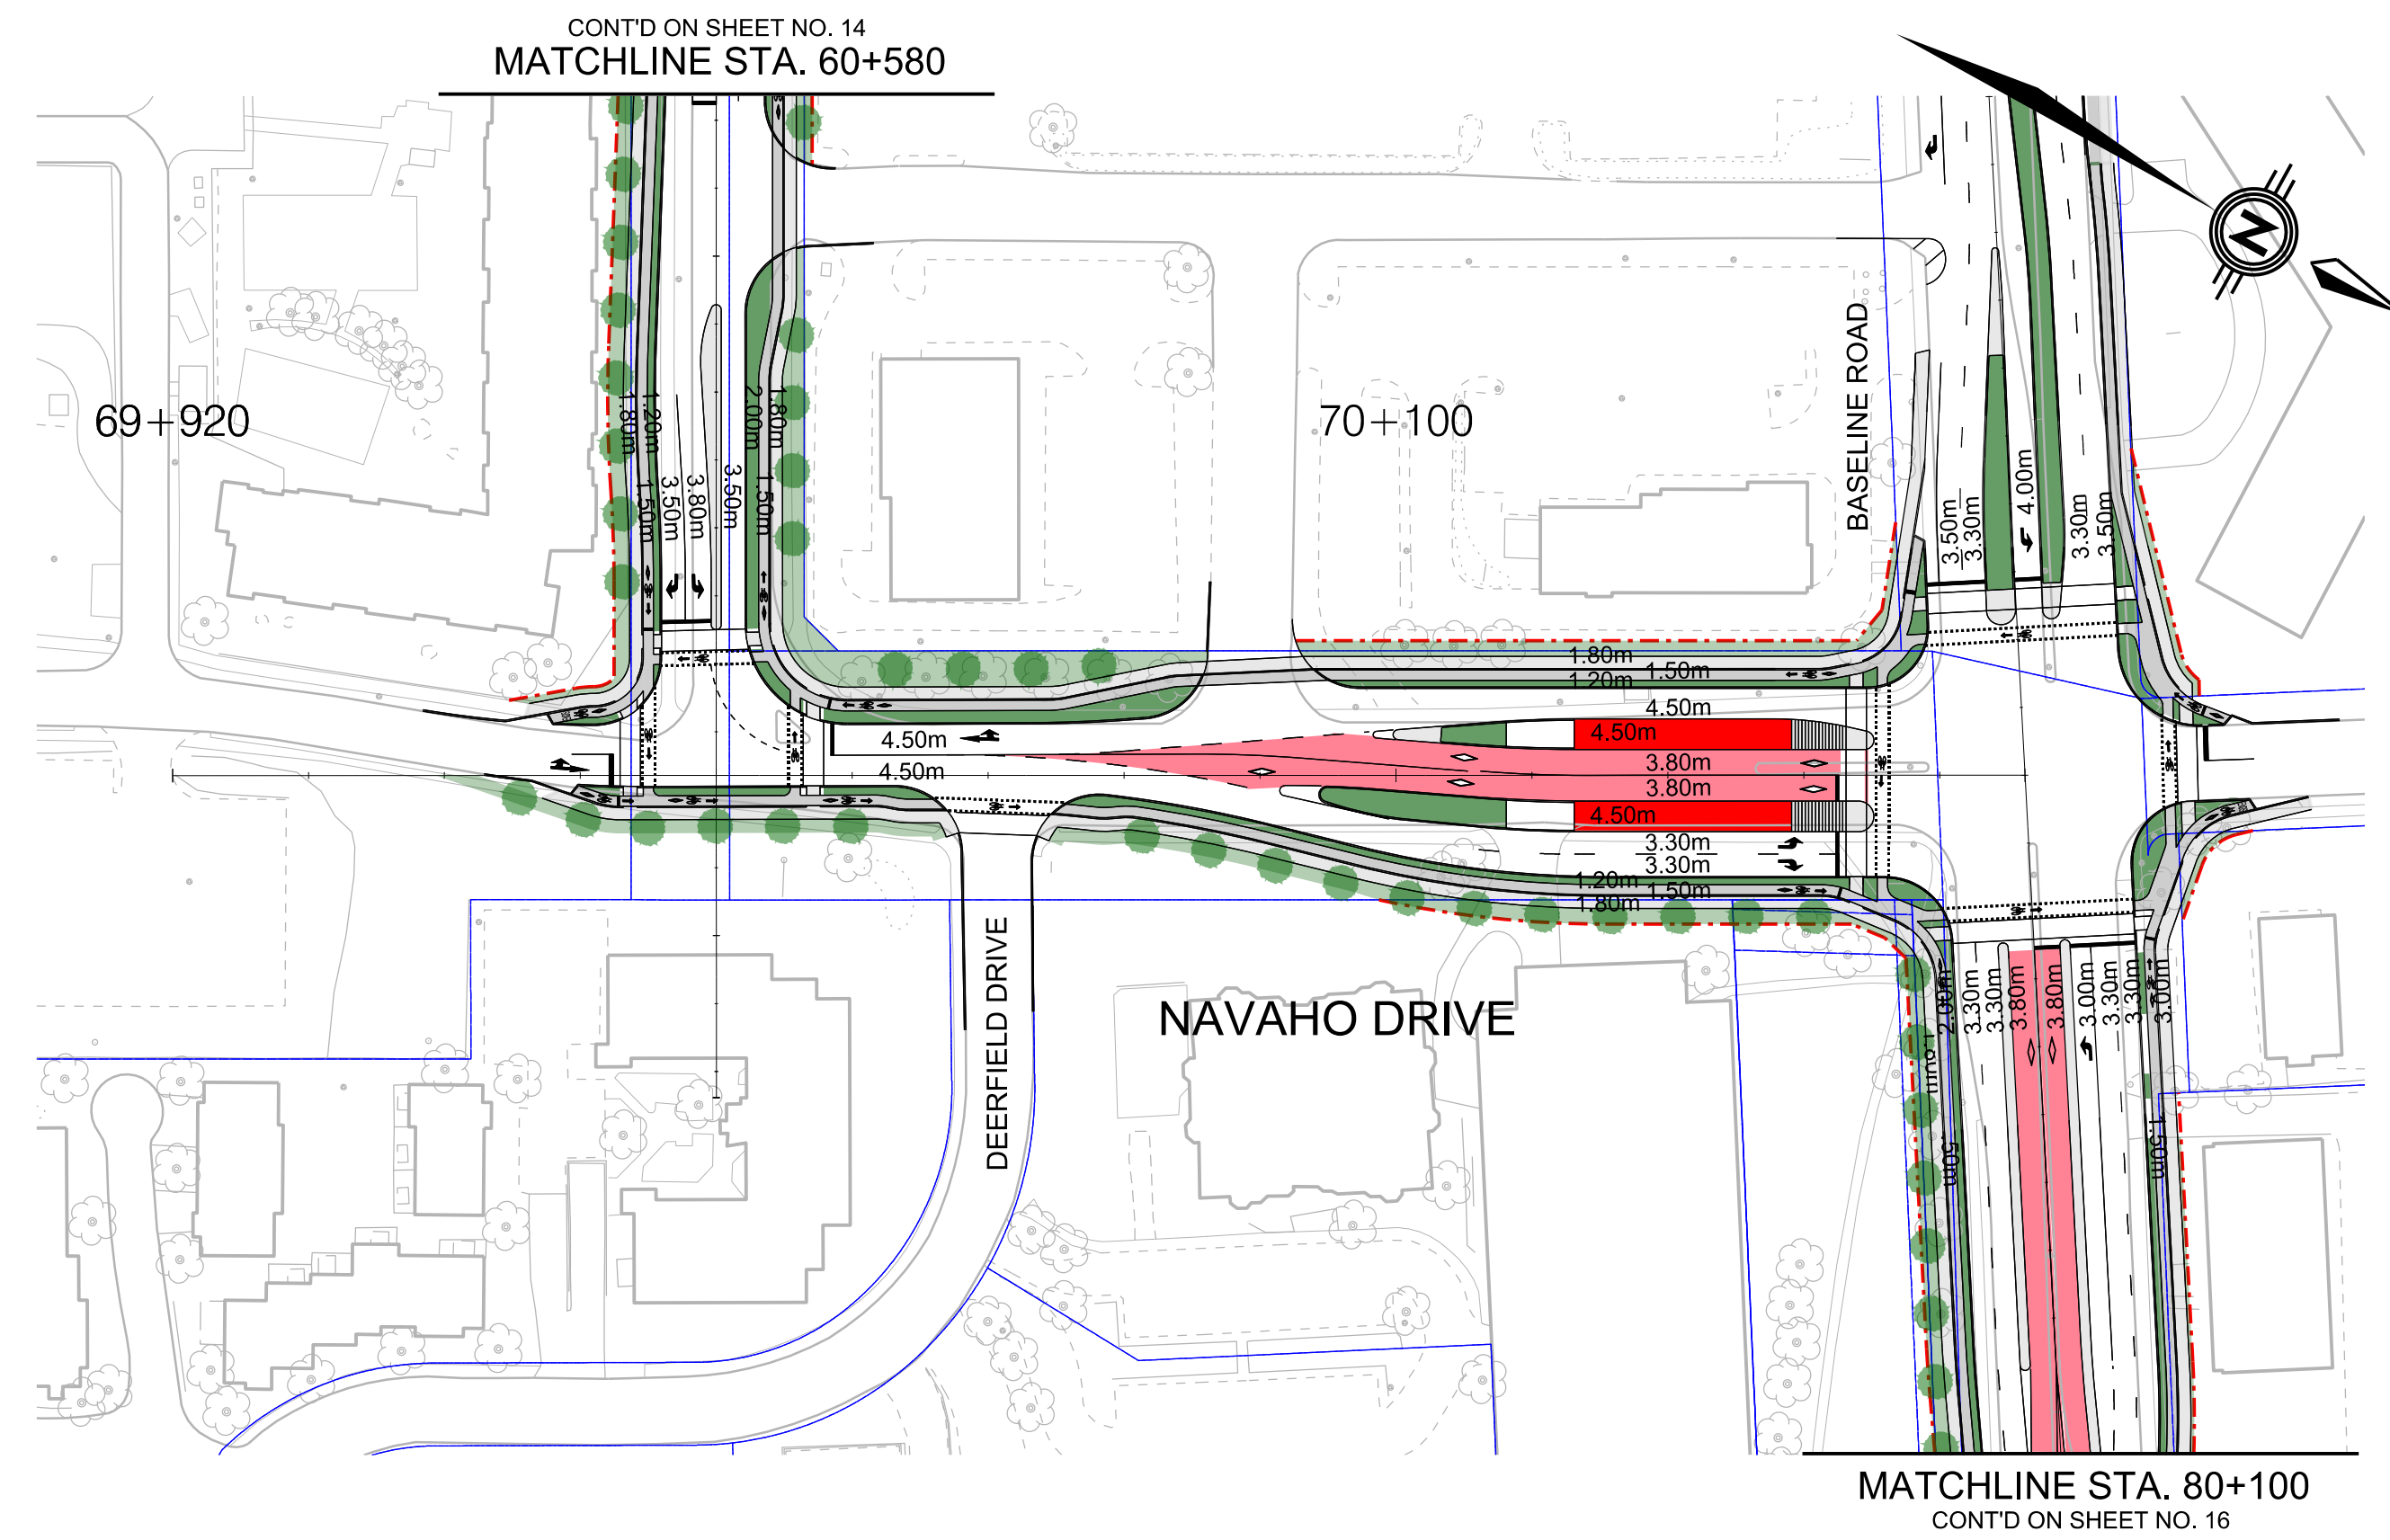 CONT'D ON SHEET NO. 14
MATCHLINE STA. 60+580
N
69+920
70+100
BASELINE ROAD
1.80m
1.20m
1.50m
3.50m
3.80m
3.50m
2.00m
1.80m
1.50m
3.50m
3.30m
4.00m
3.30m
3.50m
1.80m
1.50m
1.20m
4.50m
4.50m
4.50m
4.50m
3.80m
3.80m
4.50m
3.30m
3.30m
1.20m
1.50m
1.80m
DEERFIELD DRIVE
NAVAHO DRIVE
2.00m
3.30m
3.30m
3.80m
3.80m
3.00m
3.30m
3.30m
3.00m
1.50m
MATCHLINE STA. 80+100
CONT'D ON SHEET NO. 16